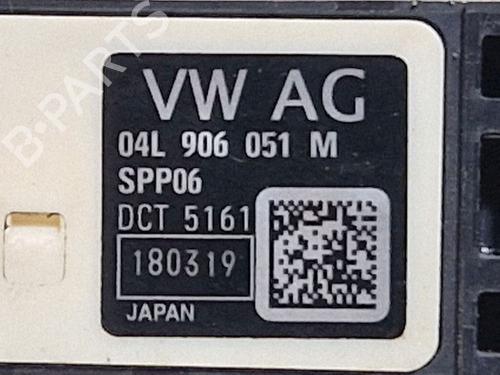 VW AG
04L 906 051 M
SPP06
DCT 5161
180319
JAPAN
B-PARTS